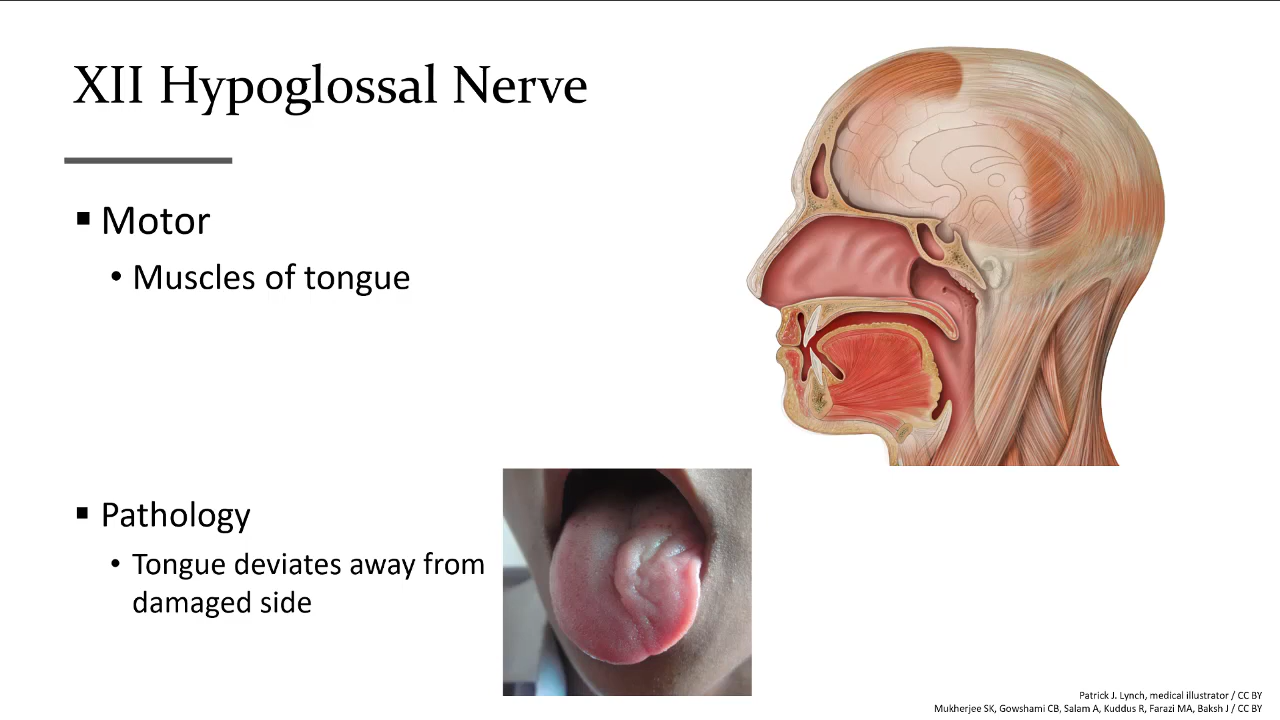 XII Hypoglossal Nerve
▪ Motor
• Muscles of tongue
▪ Pathology
• Tongue deviates away from
damaged side
Patrick J. Lynch, medical illustrator / CC BY
Mukherjee SK, Gowshami CB, Salam A, Kuddus R, Farazi MA, Baksh J / CC BY